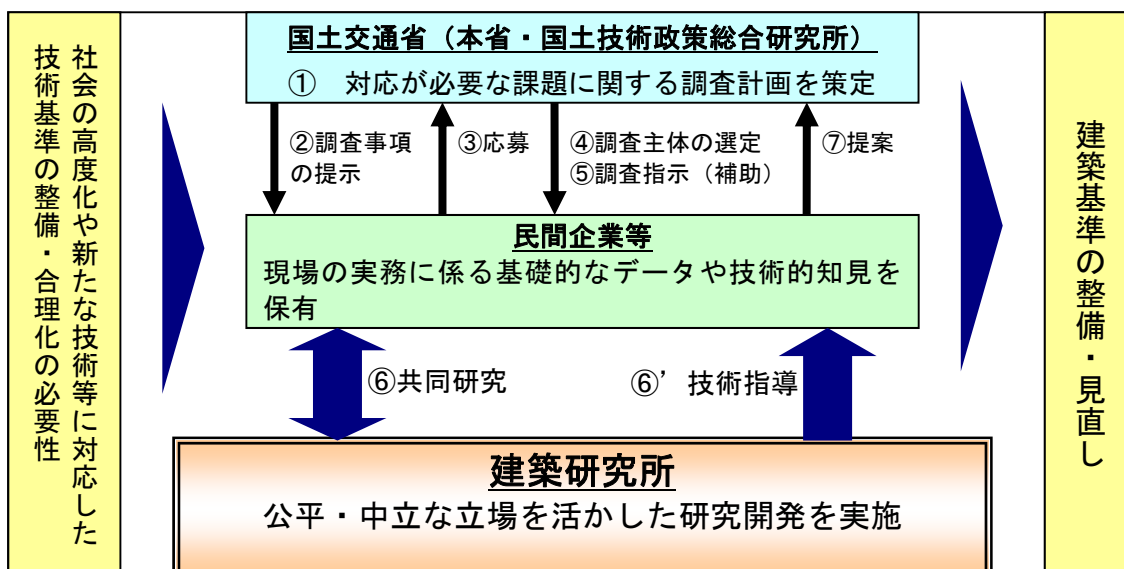 社会の高度化や新たな技術等に対応した
技術基準の整備・合理化の必要性
国土交通省（本省・国土技術政策総合研究所）
①　対応が必要な課題に関する調査計画を策定
②調査事項
の提示
③応募
④調査主体の選定
⑤調査指示（補助）
⑦提案
民間企業等
現場の実務に係る基礎的なデータや技術的知見を
保有
⑥共同研究
⑥’技術指導
建築研究所
公平・中立な立場を活かした研究開発を実施
建築基準の整備・見直し